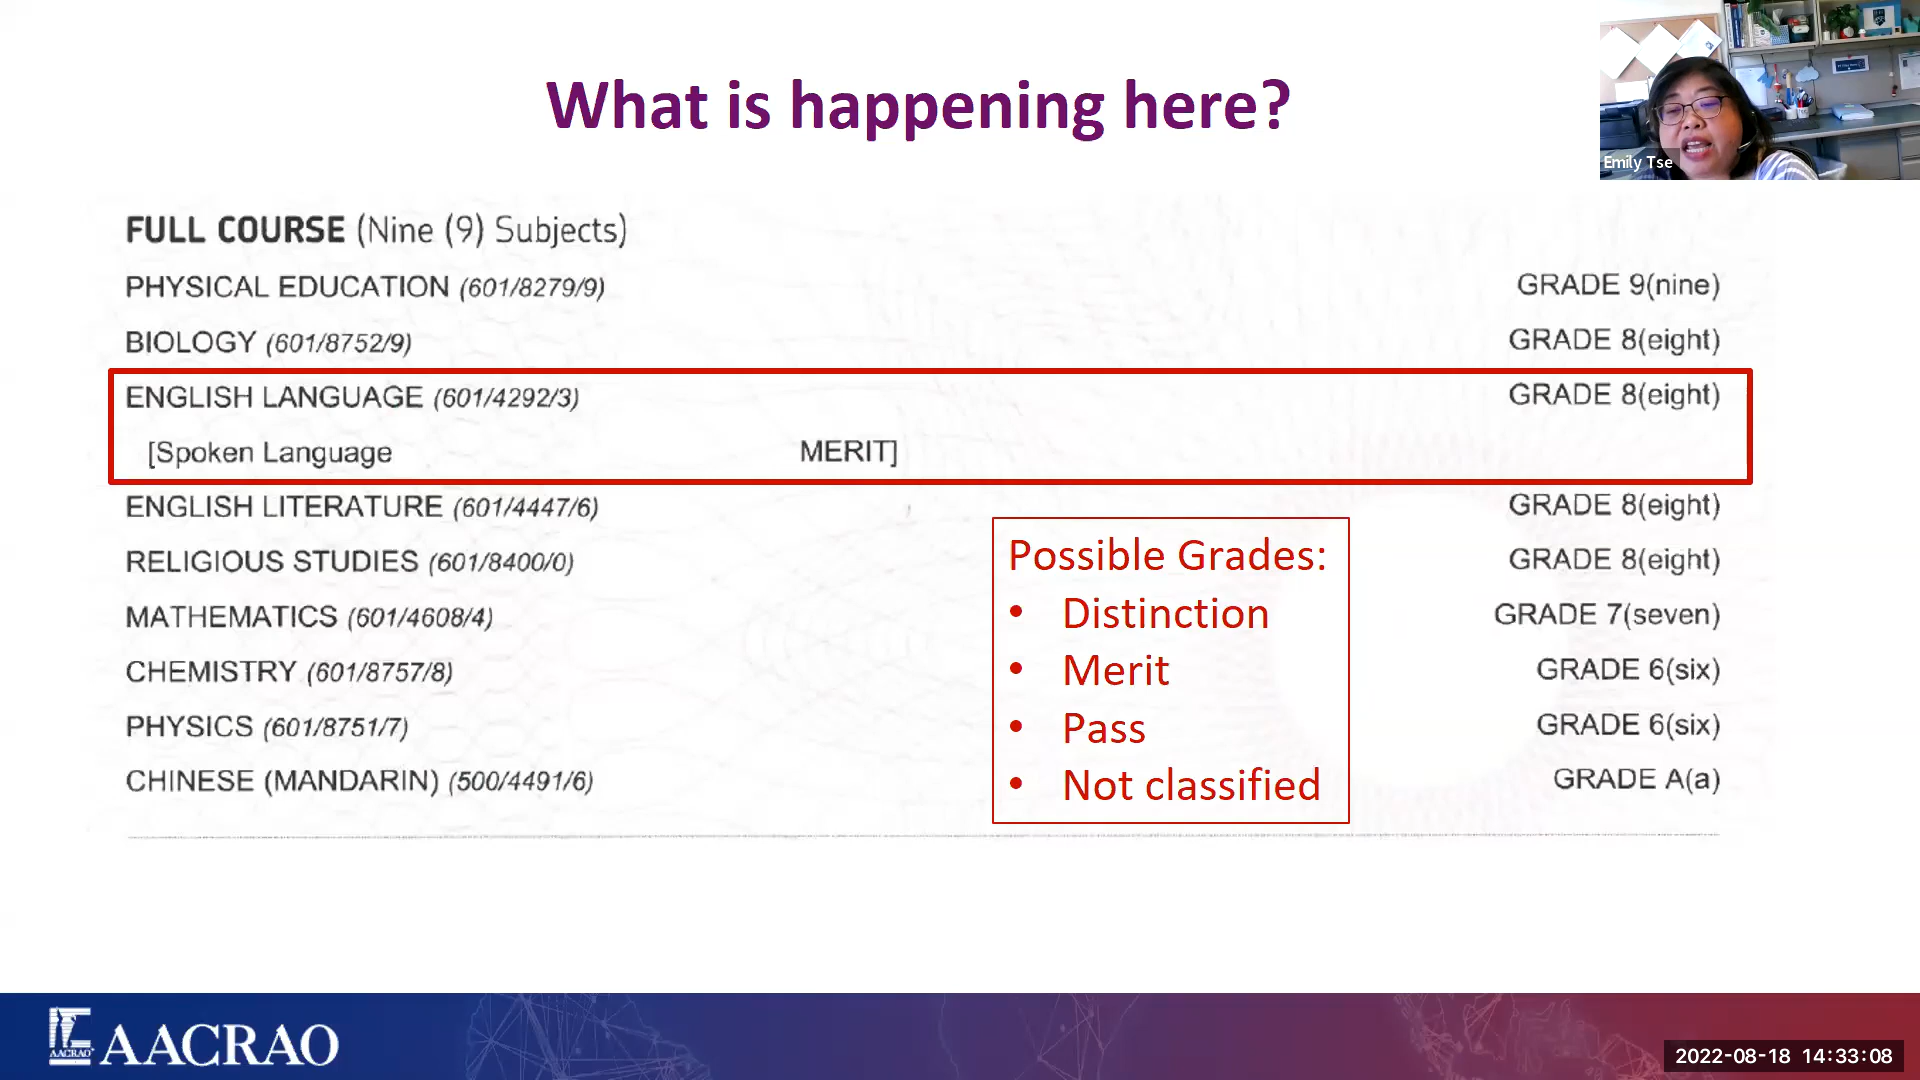 What is happening here?
Emily Tse
FULL COURSE (Nine (9) Subjects)
PHYSICAL EDUCATION (601/8279/9) GRADE 9(nine)
BIOLOGY (601/8752/9) GRADE 8(eight)
ENGLISH LANGUAGE (601/4292/3) GRADE 8(eight)
[Spoken Language MERIT]
ENGLISH LITERATURE (601/4447/6) GRADE 8(eight)
RELIGIOUS STUDIES (601/8400/0) GRADE 8(eight)
MATHEMATICS (601/4608/4) GRADE 7(seven)
CHEMISTRY (601/8757/8) GRADE 6(six)
PHYSICS (601/8751/7) GRADE 6(six)
CHINESE (MANDARIN) (500/4491/6) GRADE A(a)
Possible Grades:
• Distinction
• Merit
• Pass
• Not classified
AACRAO AACRAO
2022-08-18 14:33:08